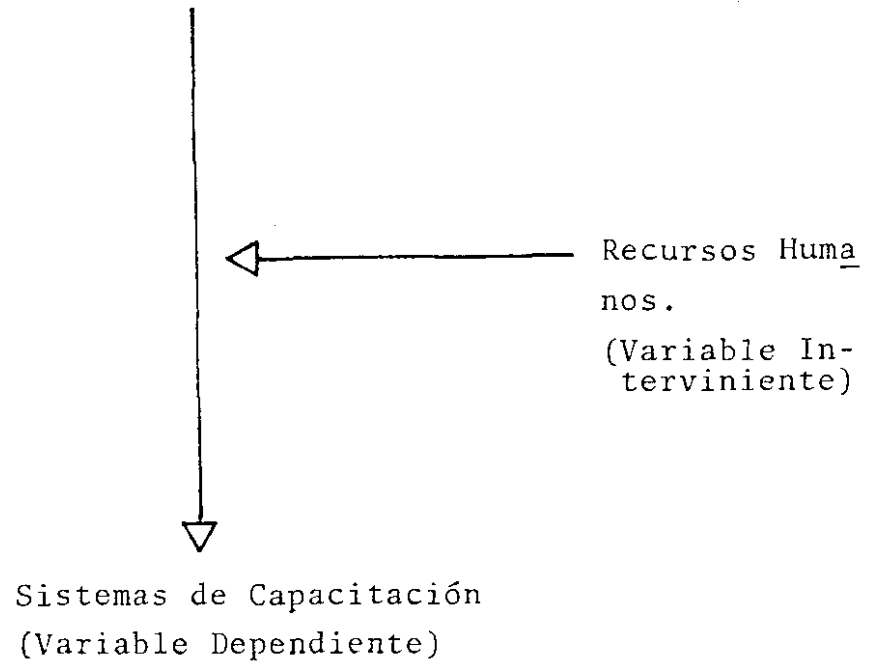 Recursos Huma
nos.
(Variable In-
terviniente)
Sistemas de Capacitación
(Variable Dependiente)